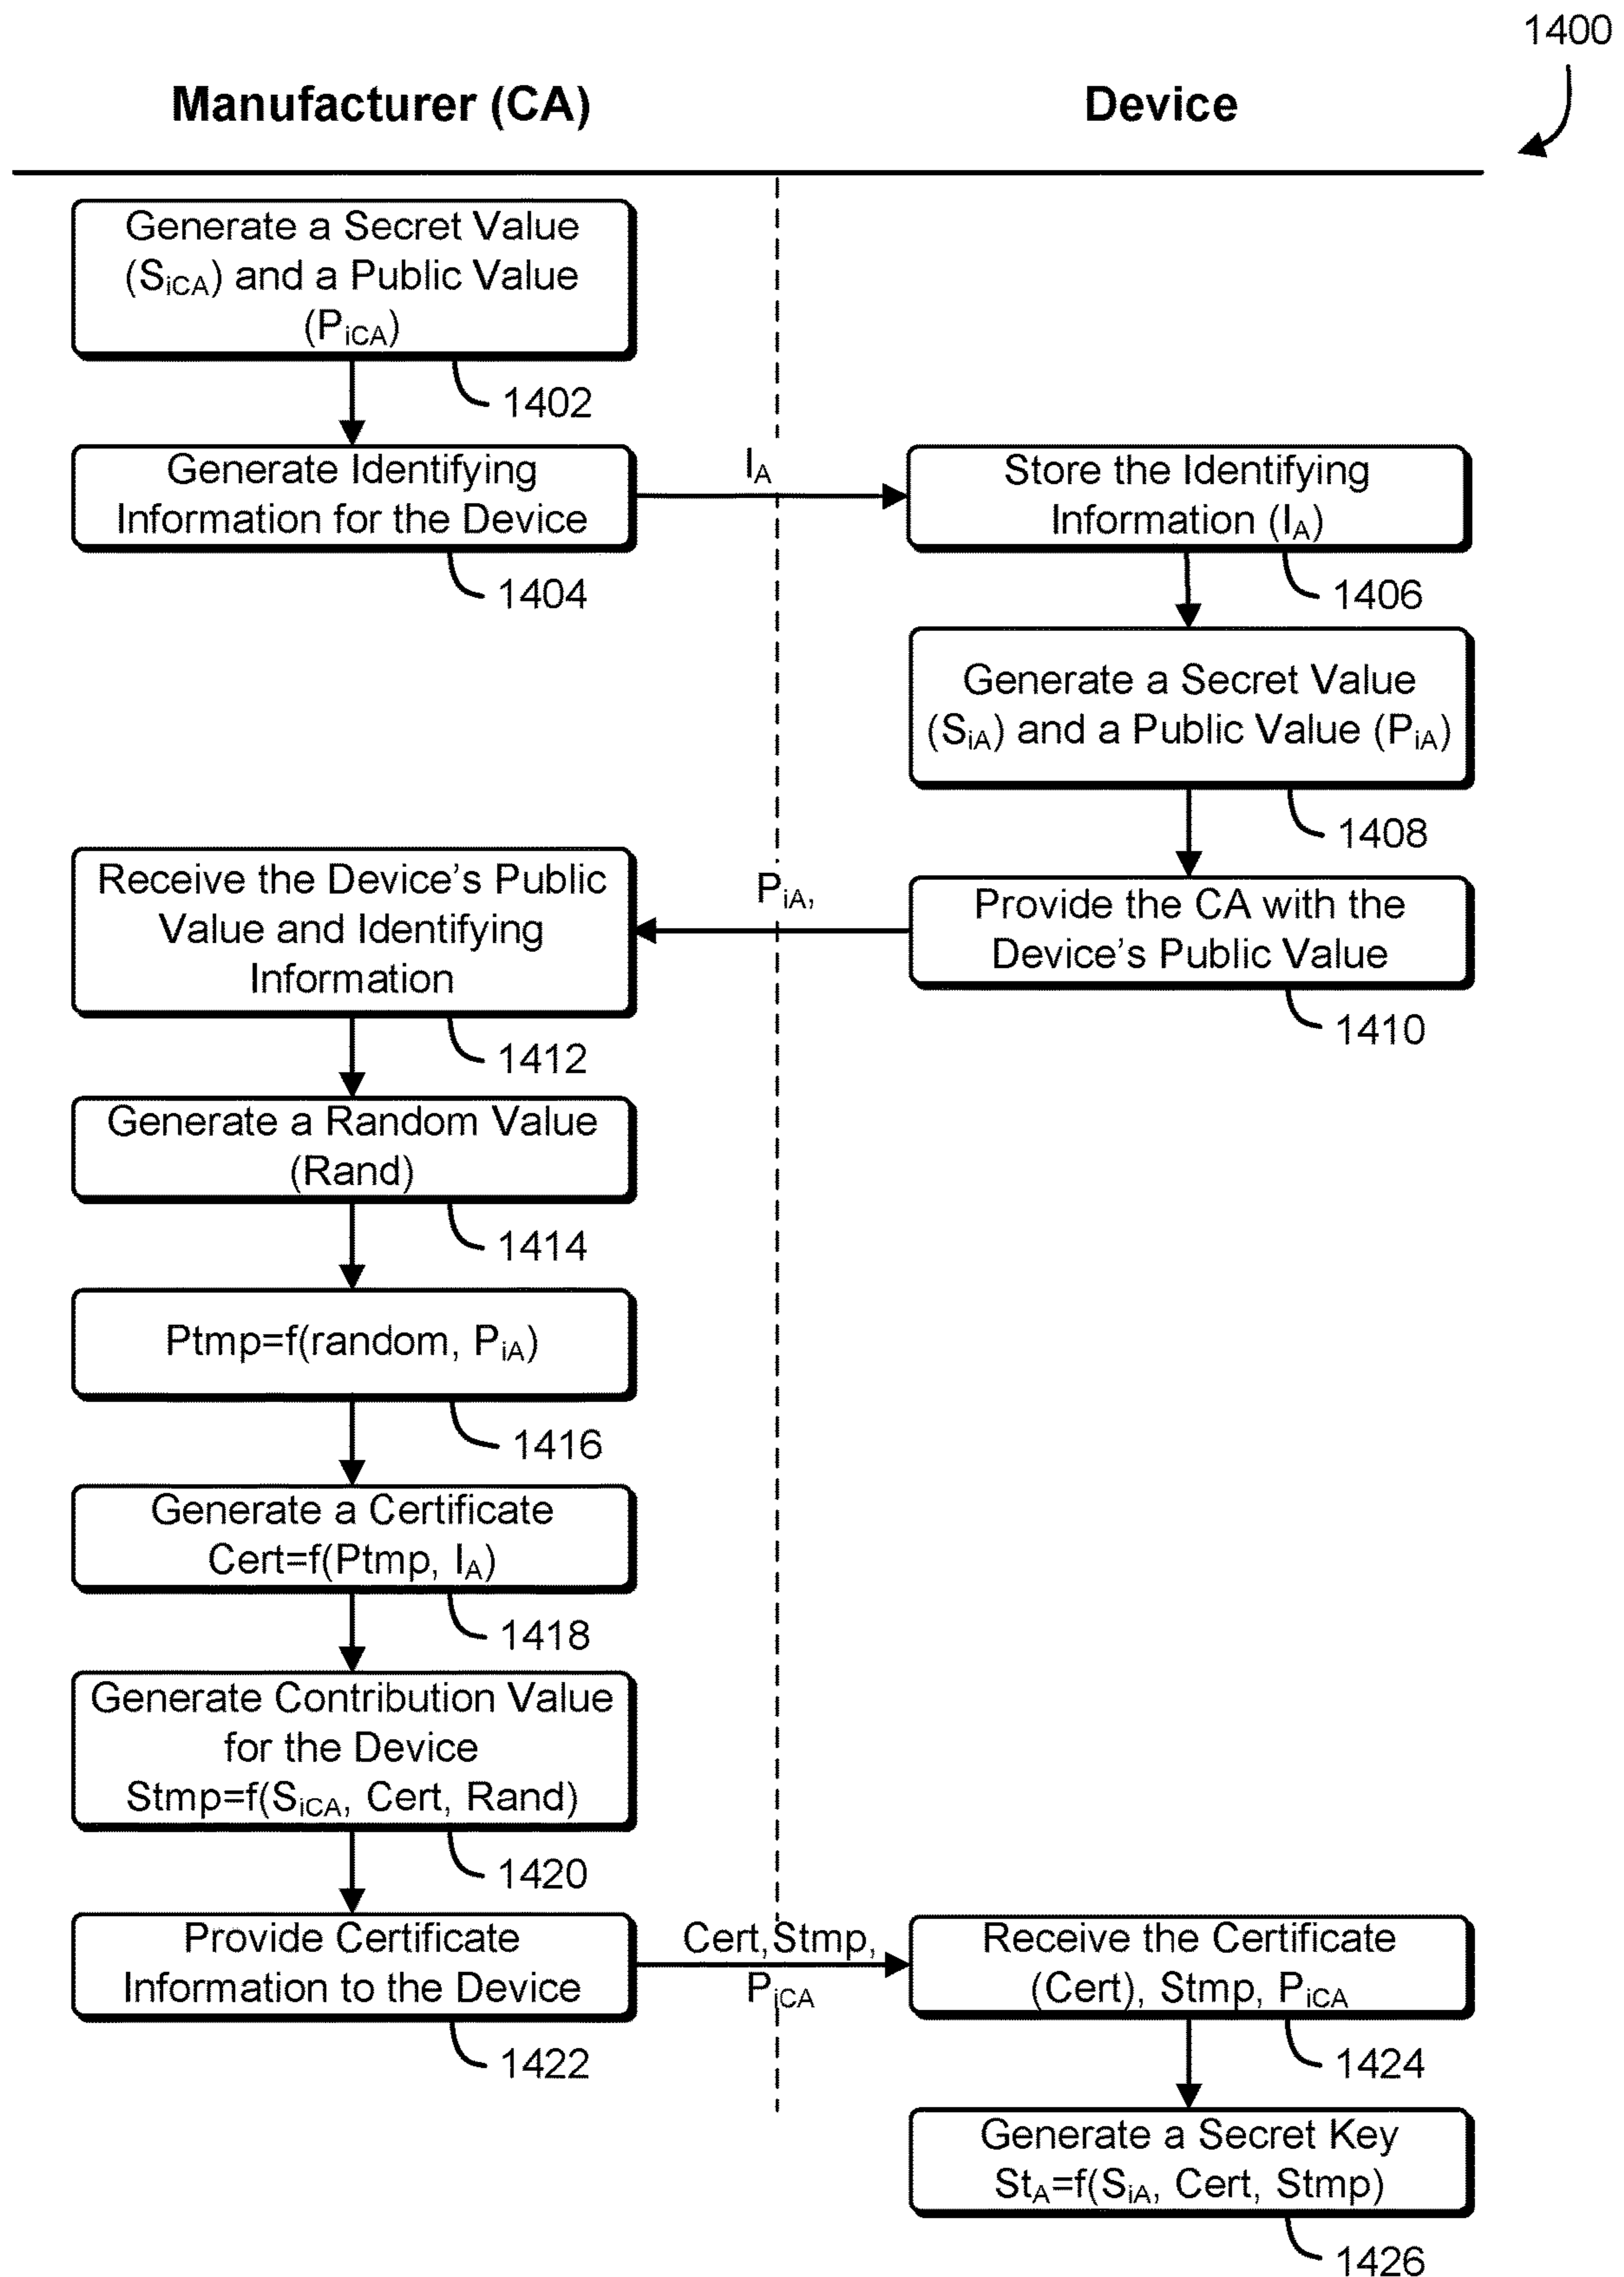 1400
Manufacturer (CA)
Device
Generate a Secret Value
(SiCA) and a Public Value
(PiCA)
1402
Generate Identifying
Information for the Device
1404
IA
Store the Identifying
Information (IA)
1406
Generate a Secret Value
(SiA) and a Public Value (PiA)
1408
Provide the CA with the
Device's Public Value
1410
PiA,
Receive the Device's Public
Value and Identifying
Information
1412
Generate a Random Value
(Rand)
1414
Ptmp=f(random, PiA)
1416
Generate a Certificate
Cert=f(Ptmp, IA)
1418
Generate Contribution Value
for the Device
Stmp=f(SiCA, Cert, Rand)
1420
Provide Certificate
Information to the Device
1422
Cert,Stmp,
PiCA
Receive the Certificate
(Cert), Stmp, PiCA
1424
Generate a Secret Key
StA=f(SiA, Cert, Stmp)
1426